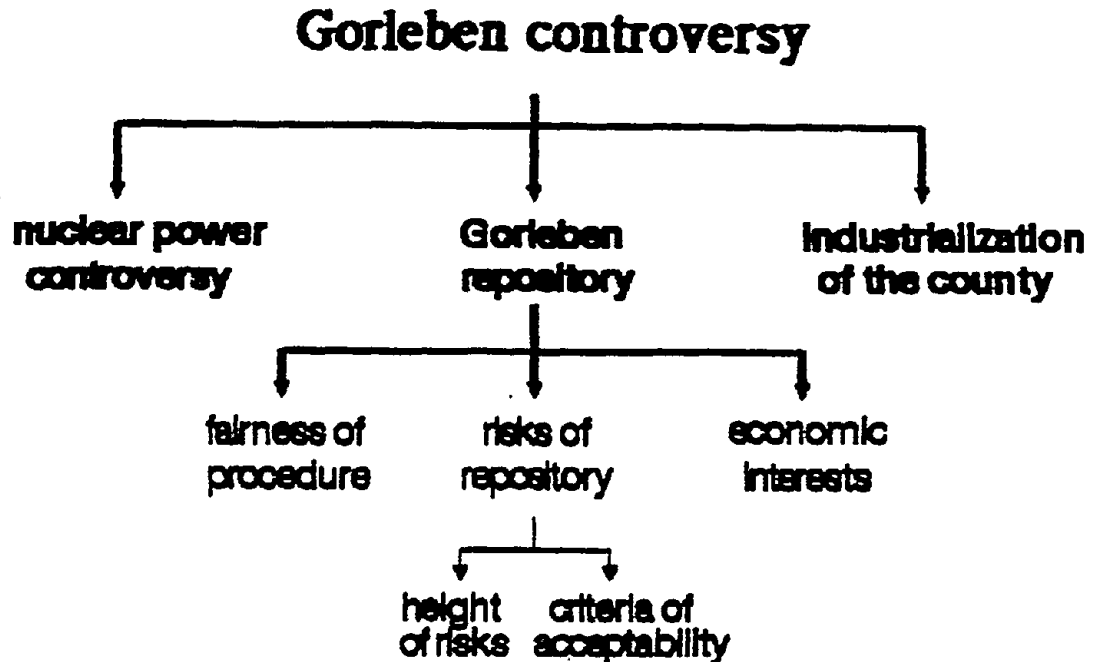 Gorleben controversy
nuclear power
controversy
Gorleben
repository
industrialization
of the county
fairness of
procedure
risks of
repository
economic
interests
height
of risks
criteria of
acceptability